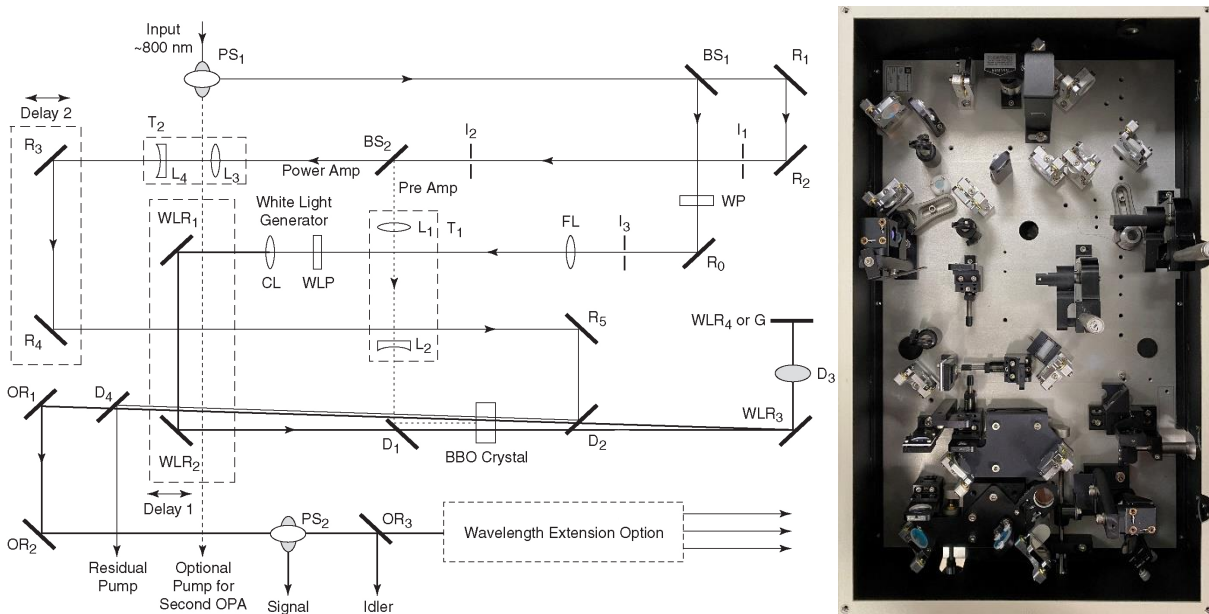 Input
~800 nm
PS1
BS1
R1
Delay 2
T2
R3
L4
L3
BS2
I2
I1
R2
Power Amp
Pre Amp
WP
White Light
Generator
WLR1
L1
T1
FL
I3
R0
CL
WLP
R4
L2
R5
WLR4 or G
D3
OR1
D4
WLR3
WLR2
D1
D2
BBO Crystal
Delay 1
OR2
PS2
OR3
Wavelength Extension Option
Residual
Pump
Optional
Pump for
Second OPA
Signal
Idler